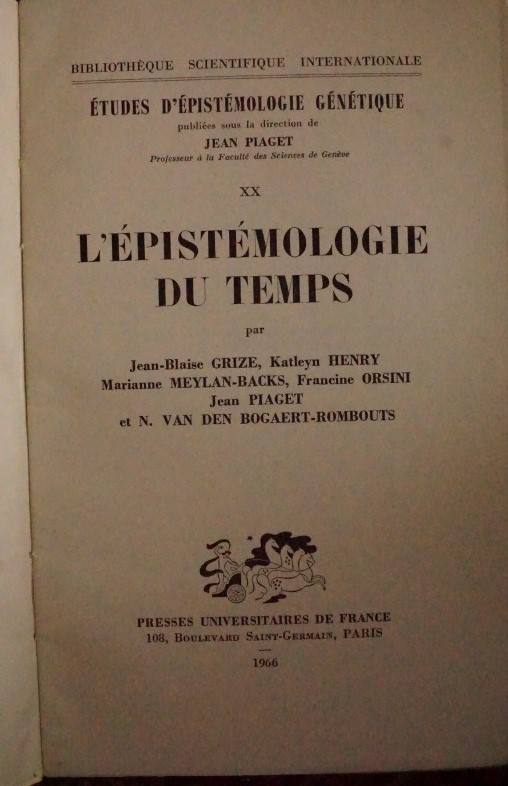 BIBLIOTHÈQUE SCIENTIFIQUE INTERNATIONALE
ÉTUDES D'ÉPISTÉMOLOGIE GÉNÉTIQUE
publiées sous la direction de
JEAN PIAGET
Professeur à la Faculté des Sciences de Genève
XX
L'ÉPISTÉMOLOGIE
DU TEMPS
par
Jean-Blaise GRIZE, Katleyn HENRY
Marianne MEYLAN-BACKS, Francine ORSINI
Jean PIAGET
et N. VAN DEN BOGAERT-ROMBOUTS
PRESSES UNIVERSITAIRES DE FRANCE
108, BOULEVARD SAINT-GERMAIN, PARIS
1966